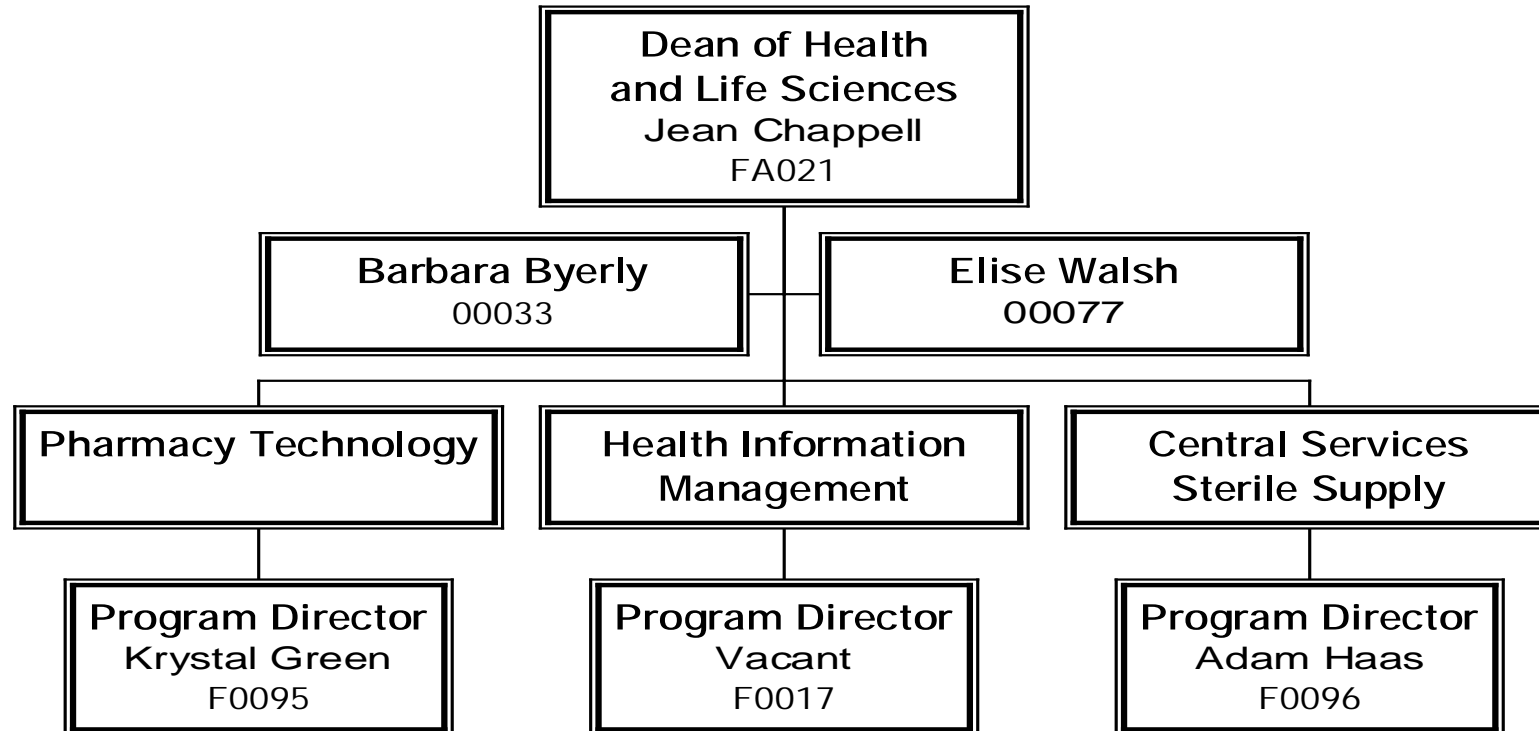 Dean of Health
and Life Sciences
Jean Chappell
FA021
Barbara Byerly
00033
Elise Walsh
00077
Pharmacy Technology
Health Information
Management
Central Services
Sterile Supply
Program Director
Krystal Green
F0095
Program Director
Vacant
F0017
Program Director
Adam Haas
F0096